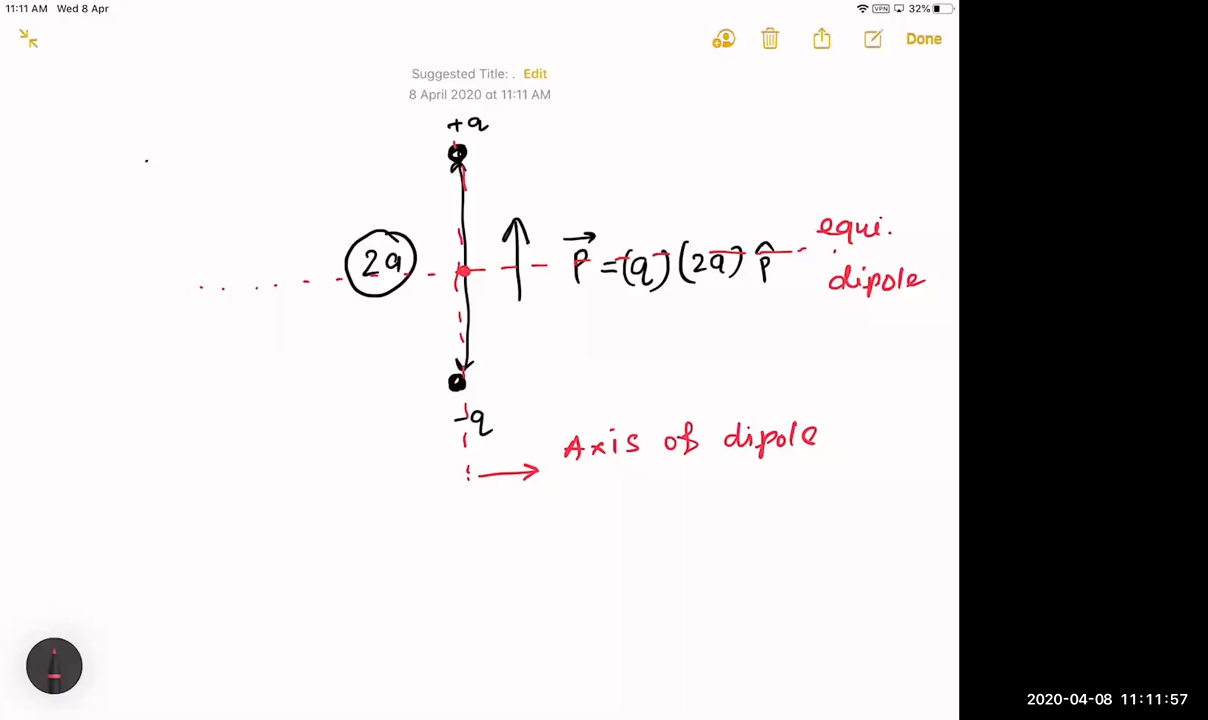 11:11 AM Wed 8 Apr
VPN 32%
Done
Suggested Title: . Edit
8 April 2020 at 11:11 AM
+q
2a
P⃗ = (q) (2a) p̂
equi.
dipole
-q
Axis of dipole
2020-04-08 11:11:57